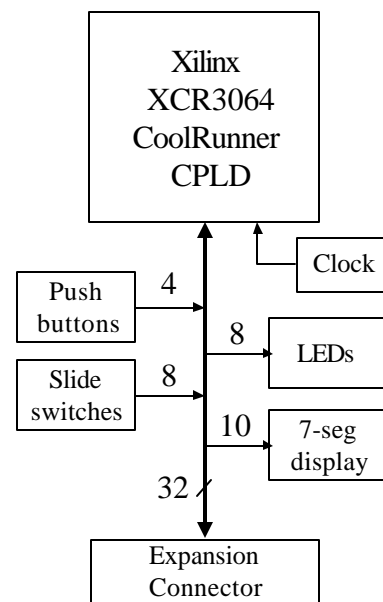 Xilinx
XCR3064
CoolRunner
CPLD
Clock
Push
buttons
4
8
LEDs
Slide
switches
8
10
7-seg
display
32
Expansion
Connector